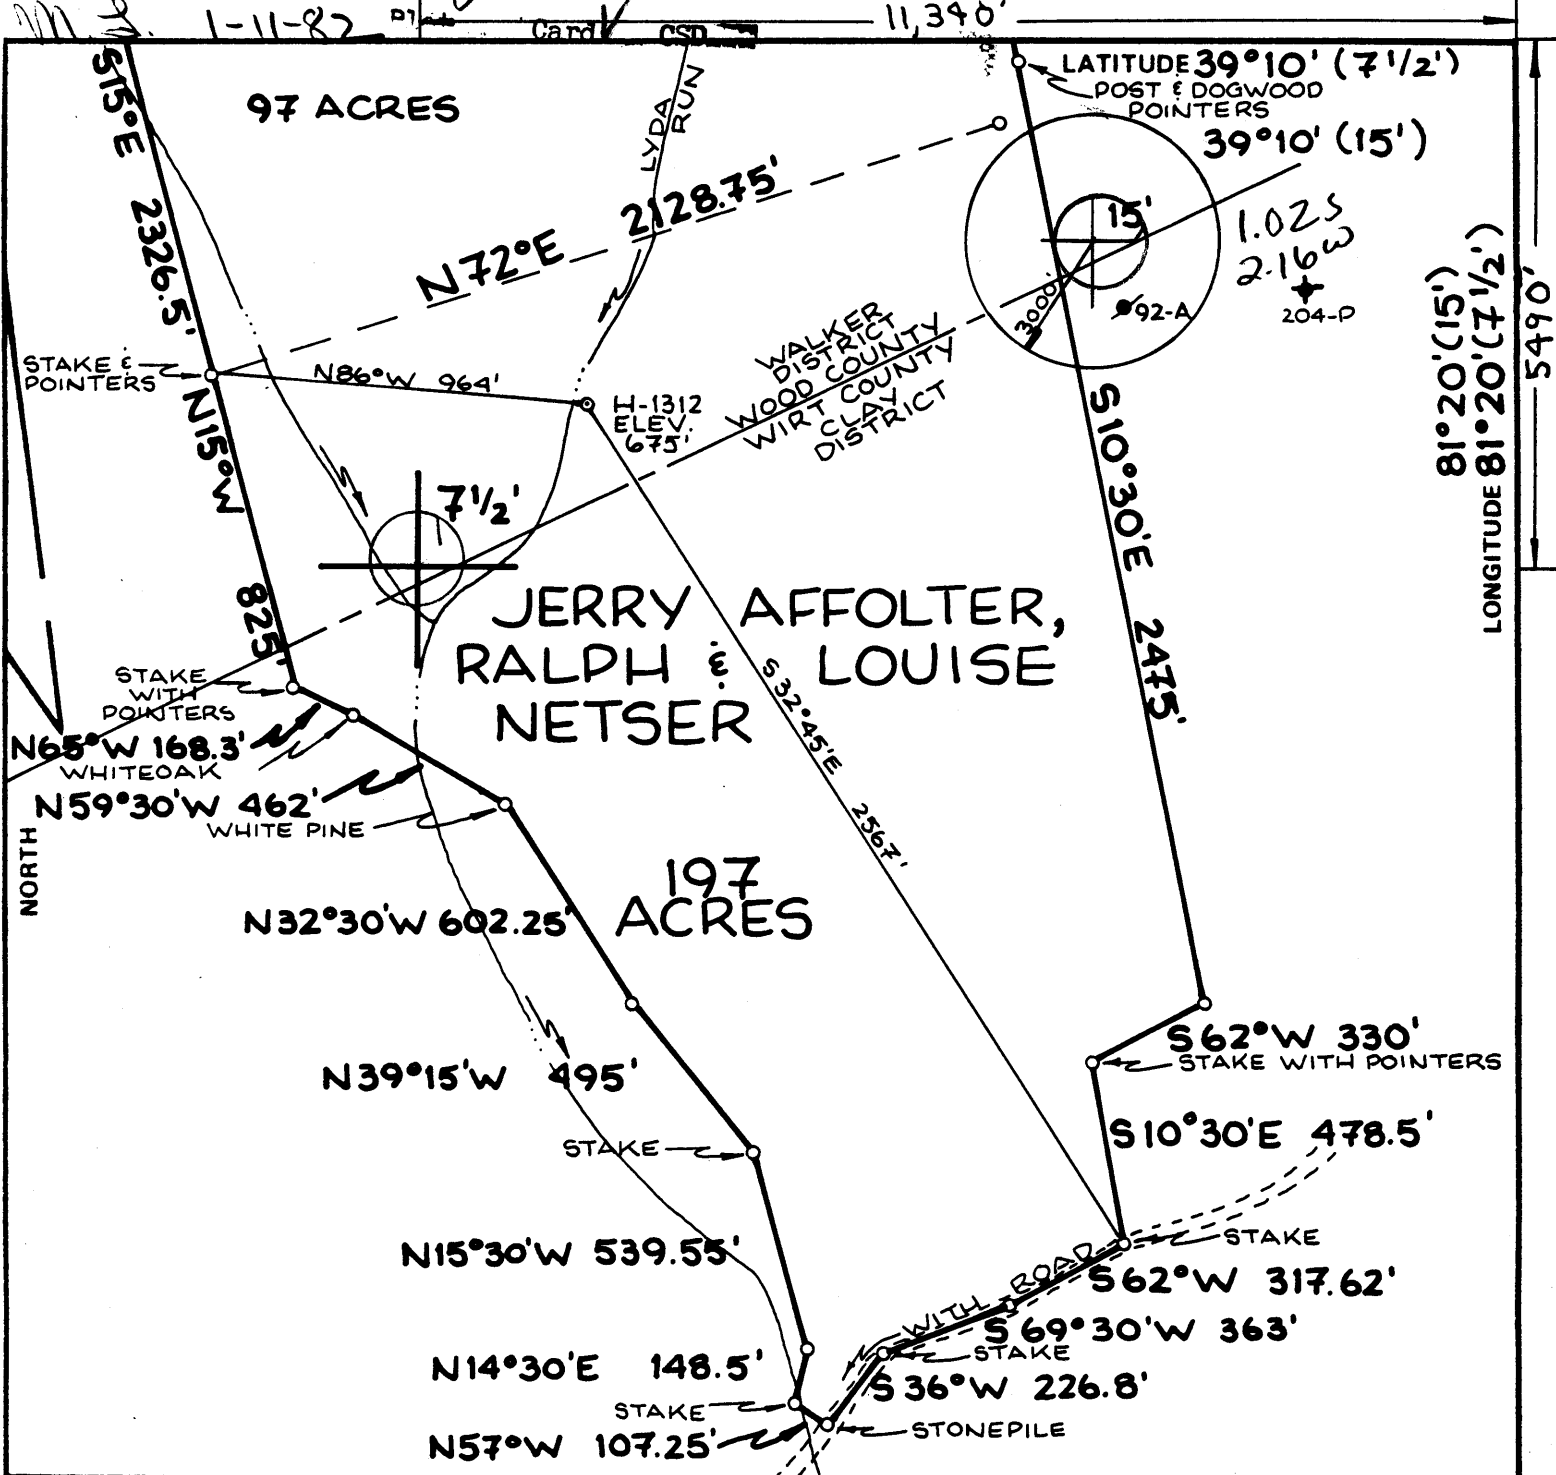 1-11-82
Card
CSD
11,340'
S15°E 2326.5'
97 ACRES
LYDA RUN
LATITUDE 39°10' (7 1/2')
POST & DOGWOOD
POINTERS
39°10' (15')
15'
1.02 S
2.16 W
3000'
92-A
204-P
81°20' (15')
LONGITUDE 81°20' (7 1/2')
5490'
N72°E 2128.75'
STAKE &
POINTERS
N86°W 964'
H-1312
ELEV.
675'
WALKER
DISTRICT
WOOD COUNTY
WIRT COUNTY
CLAY
DISTRICT
N15°W 825'
7 1/2'
S10°30'E 2475'
JERRY AFFOLTER,
RALPH & LOUISE
NETSER
S32°45'E 2567'
STAKE
WITH
POINTERS
N65°W 168.3'
WHITEOAK
N59°30'W 462'
WHITE PINE
NORTH
197
ACRES
N32°30'W 602.25'
N39°15'W 495'
S62°W 330'
STAKE WITH POINTERS
S10°30'E 478.5'
STAKE
STAKE
N15°30'W 539.55'
WITH ROAD
S62°W 317.62'
S69°30'W 363'
STAKE
N14°30'E 148.5'
S36°W 226.8'
STAKE
STONEPILE
N57°W 107.25'